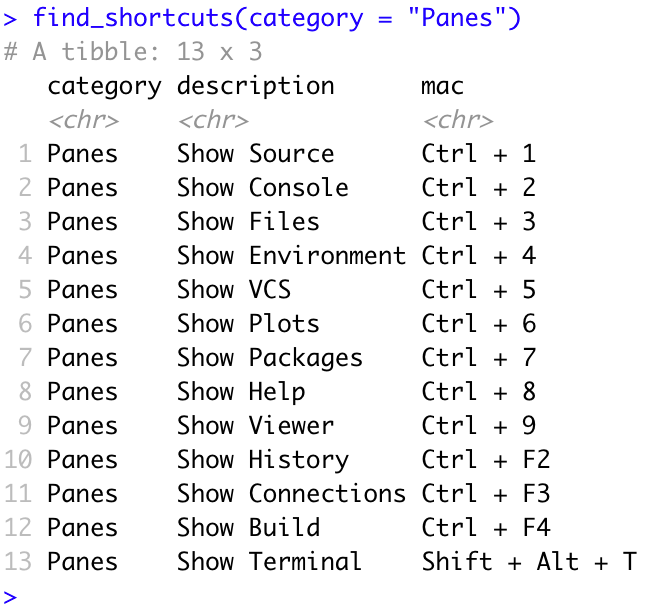 > find_shortcuts(category = "Panes")
# A tibble: 13 x 3
   category description      mac
   <chr>    <chr>            <chr>
 1 Panes    Show Source      Ctrl + 1
 2 Panes    Show Console     Ctrl + 2
 3 Panes    Show Files       Ctrl + 3
 4 Panes    Show Environment Ctrl + 4
 5 Panes    Show VCS         Ctrl + 5
 6 Panes    Show Plots       Ctrl + 6
 7 Panes    Show Packages    Ctrl + 7
 8 Panes    Show Help        Ctrl + 8
 9 Panes    Show Viewer      Ctrl + 9
10 Panes    Show History     Ctrl + F2
11 Panes    Show Connections Ctrl + F3
12 Panes    Show Build       Ctrl + F4
13 Panes    Show Terminal    Shift + Alt + T
>